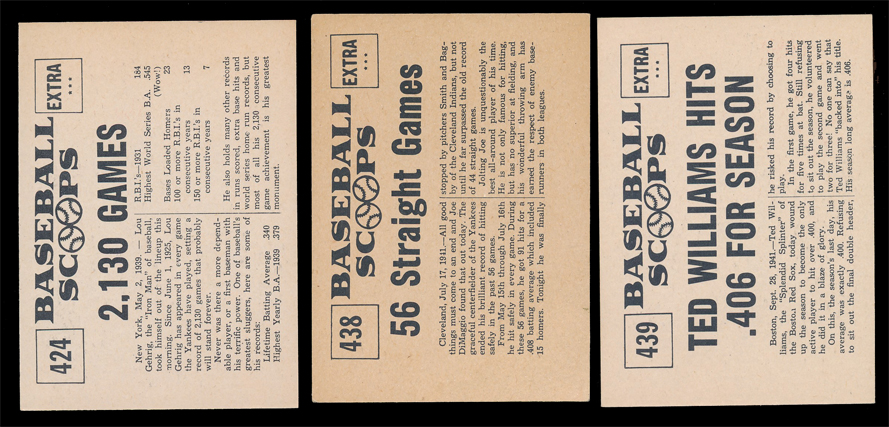 424
BASEBALL
SCOOPS
EXTRA
...
2,130 GAMES
New York, May 2, 1939. — Lou
Gehrig, the "Iron Man" of baseball,
took himself out of the lineup this
morning. Since June 1, 1925, Lou
Gehrig has appeared in every game
the Yankees have played, setting a
record of 2,130 games that probably
will stand forever.
Never was there a more depend-
able player, or a first baseman with
his terrific power. One of baseball's
greatest sluggers, here are some of
his records:
Lifetime Batting Average .340
Highest Yearly B.A.—1930 .379
R.B.I.'s—1931 184
Highest World Series B.A. .545
(Wow!)
Bases Loaded Homers 23
100 or more R.B.I.'s in
consecutive years 13
150 or more R.B.I.'s in
consecutive years 7
He also holds many other records
in runs scored, extra base hits and
world series home run records, but
most of all his 2,130 consecutive
game achievement is his greatest
monument.
438
BASEBALL
SCOOPS
EXTRA
...
56 Straight Games
Cleveland, July 17, 1941.—All good
things must come to an end and Joe
DiMaggio found that out today. The
graceful centerfielder of the Yankees
ended his brilliant record of hitting
safely in the past 56 games.
From May 15th through July 16th
he hit safely in every game. During
these 56 games, he got 91 hits for a
.408 batting average which included
15 homers. Tonight he was finally
stopped by pitchers Smith and Bag-
by of the Cleveland Indians, but not
until he far surpassed the old record
of 44 straight games.
Jolting Joe is unquestionably the
best all-around player of his time.
He is not only famous for hitting,
but has no superior at fielding, and
his wonderful throwing arm has
earned the respect of enemy base-
runners in both leagues.
439
BASEBALL
SCOOPS
EXTRA
...
TED WILLIAMS HITS
.406 FOR SEASON
Boston, Sept. 28, 1941—Ted Wil-
liams, the "Splendid Splinter" of
the Boston Red Sox, today wound
up the season to become the only
active player to hit over .400, and
he did it in a blaze of glory.
On this, the season's last day, his
average was exactly .400. Refusing
to sit out the final double header,
he risked his record by choosing to
play.
In the first game, he got four hits
for five times at bat. Still refusing
to sit out the season, he volunteered
to play the second game and went
two for three! No one can say that
Ted Williams "backed into" his title.
His season long average: is .406.